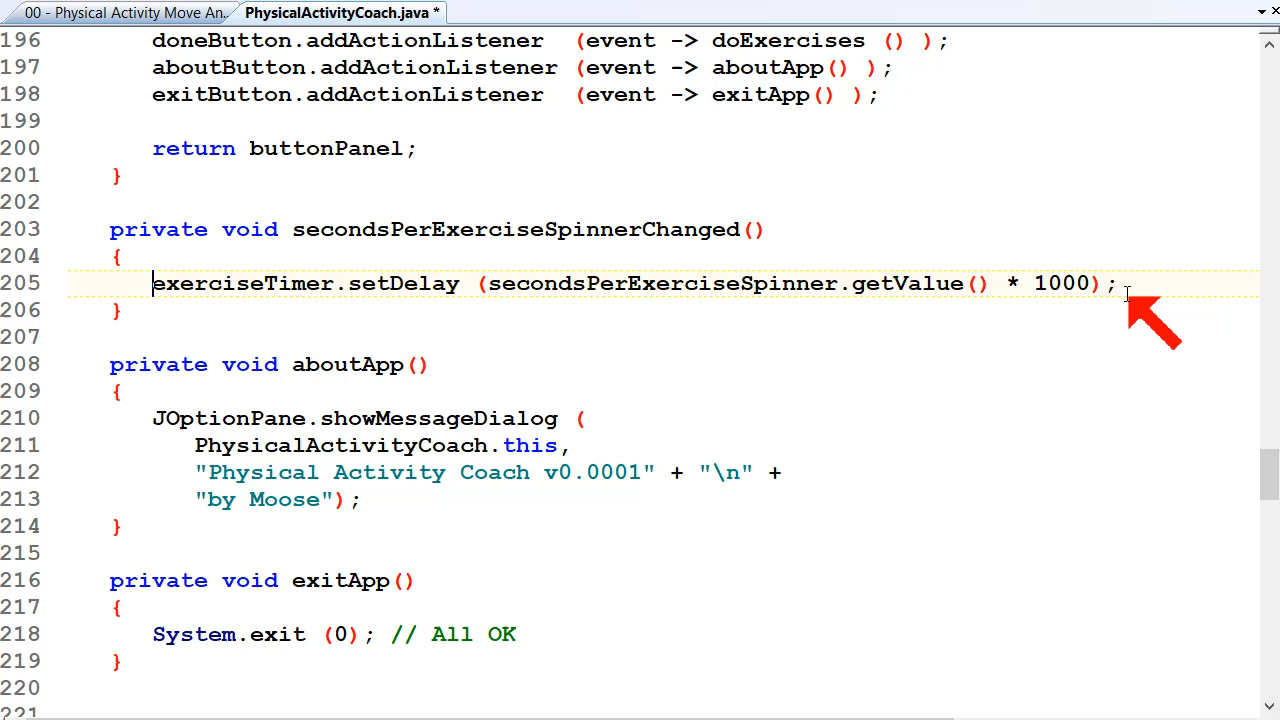 00 - Physical Activity Move An..
PhysicalActivityCoach.java *
196 doneButton.addActionListener (event -> doExercises () );
197 aboutButton.addActionListener (event -> aboutApp() );
198 exitButton.addActionListener (event -> exitApp() );
199
200 return buttonPanel;
201 }
202
203 private void secondsPerExerciseSpinnerChanged()
204 {
205 exerciseTimer.setDelay (secondsPerExerciseSpinner.getValue() * 1000);
206 }
207
208 private void aboutApp()
209 {
210 JOptionPane.showMessageDialog (
211 PhysicalActivityCoach.this,
212 "Physical Activity Coach v0.0001" + "\n" +
213 "by Moose");
214 }
215
216 private void exitApp()
217 {
218 System.exit (0); // All OK
219 }
220
221